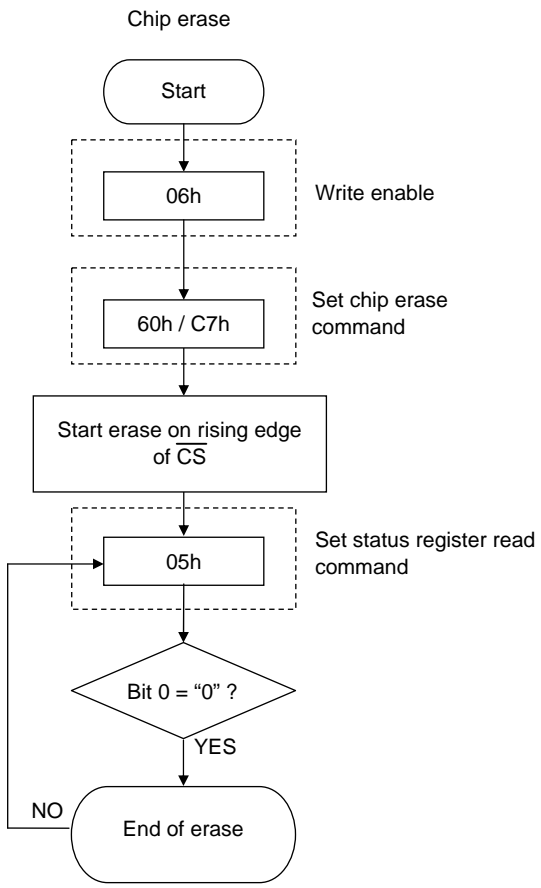 Chip erase
Start
06h
Write enable
60h / C7h
Set chip erase
command
Start erase on rising edge
of C̅S̅
05h
Set status register read
command
Bit 0 = “0” ?
YES
NO
End of erase